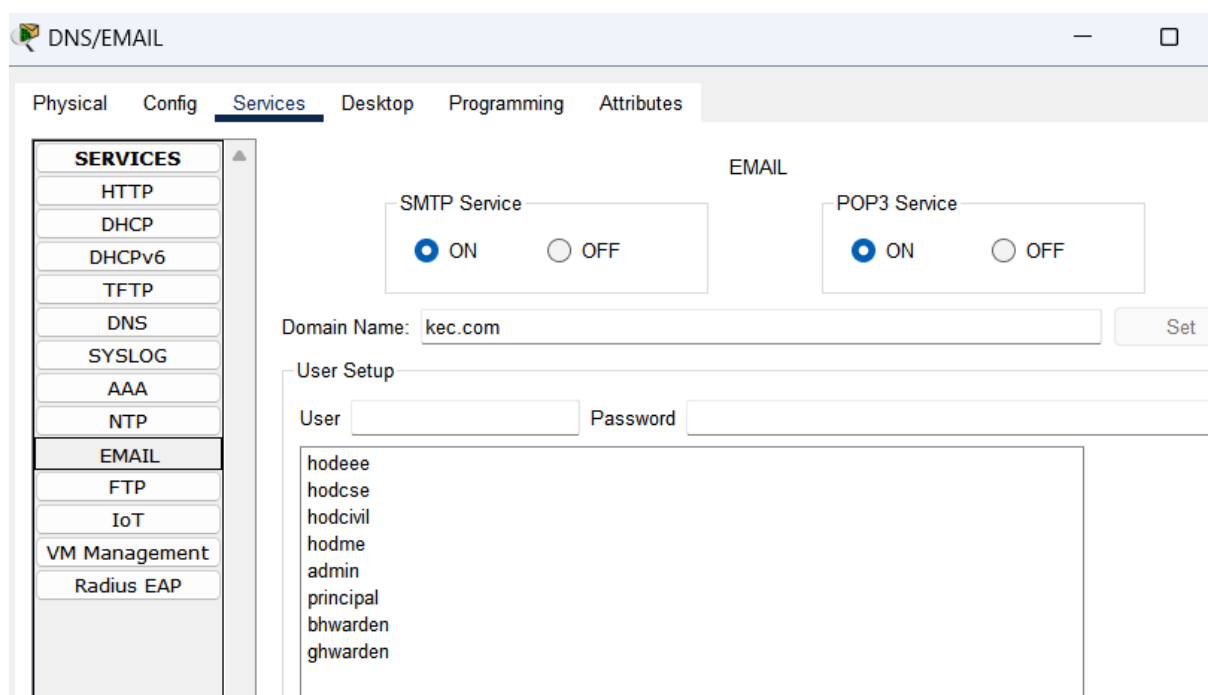 DNS/EMAIL
Physical Config Services Desktop Programming Attributes
SERVICES
HTTP
DHCP
DHCPv6
TFTP
DNS
SYSLOG
AAA
NTP
EMAIL
FTP
IoT
VM Management
Radius EAP
EMAIL
SMTP Service
ON OFF
POP3 Service
ON OFF
Domain Name: kec.com Set
User Setup
User Password
hodeee
hodcse
hodcivil
hodme
admin
principal
bhwarden
ghwarden